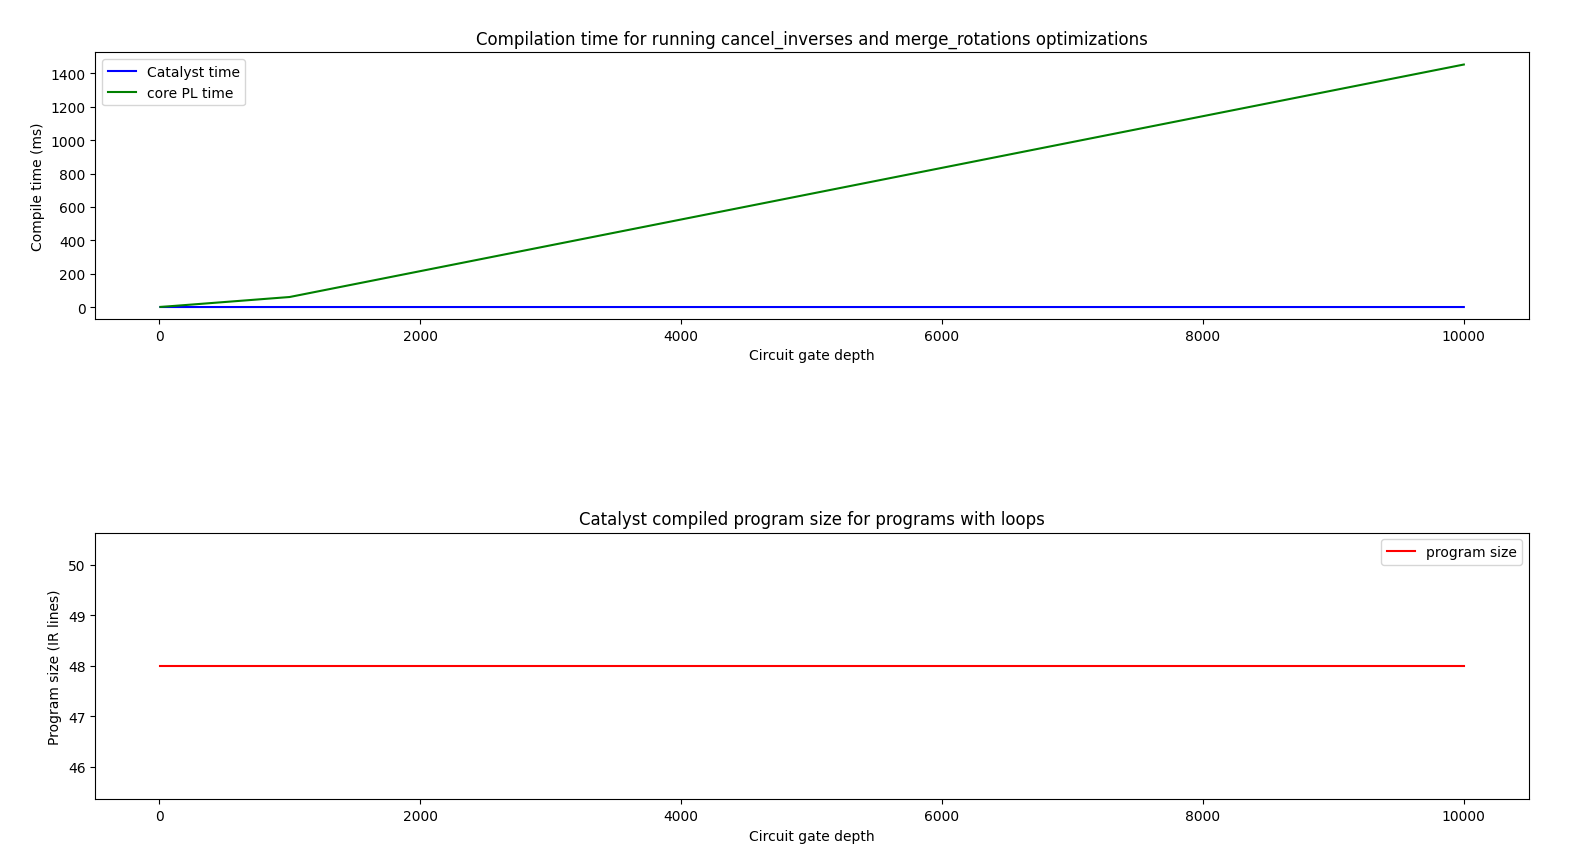 Compilation time for running cancel_inverses and merge_rotations optimizations
Catalyst time
core PL time
Compile time (ms)
1400
1200
1000
800
600
400
200
0
0 2000 4000 6000 8000 10000
Circuit gate depth
Catalyst compiled program size for programs with loops
program size
Program size (IR lines)
50
49
48
47
46
0 2000 4000 6000 8000 10000
Circuit gate depth